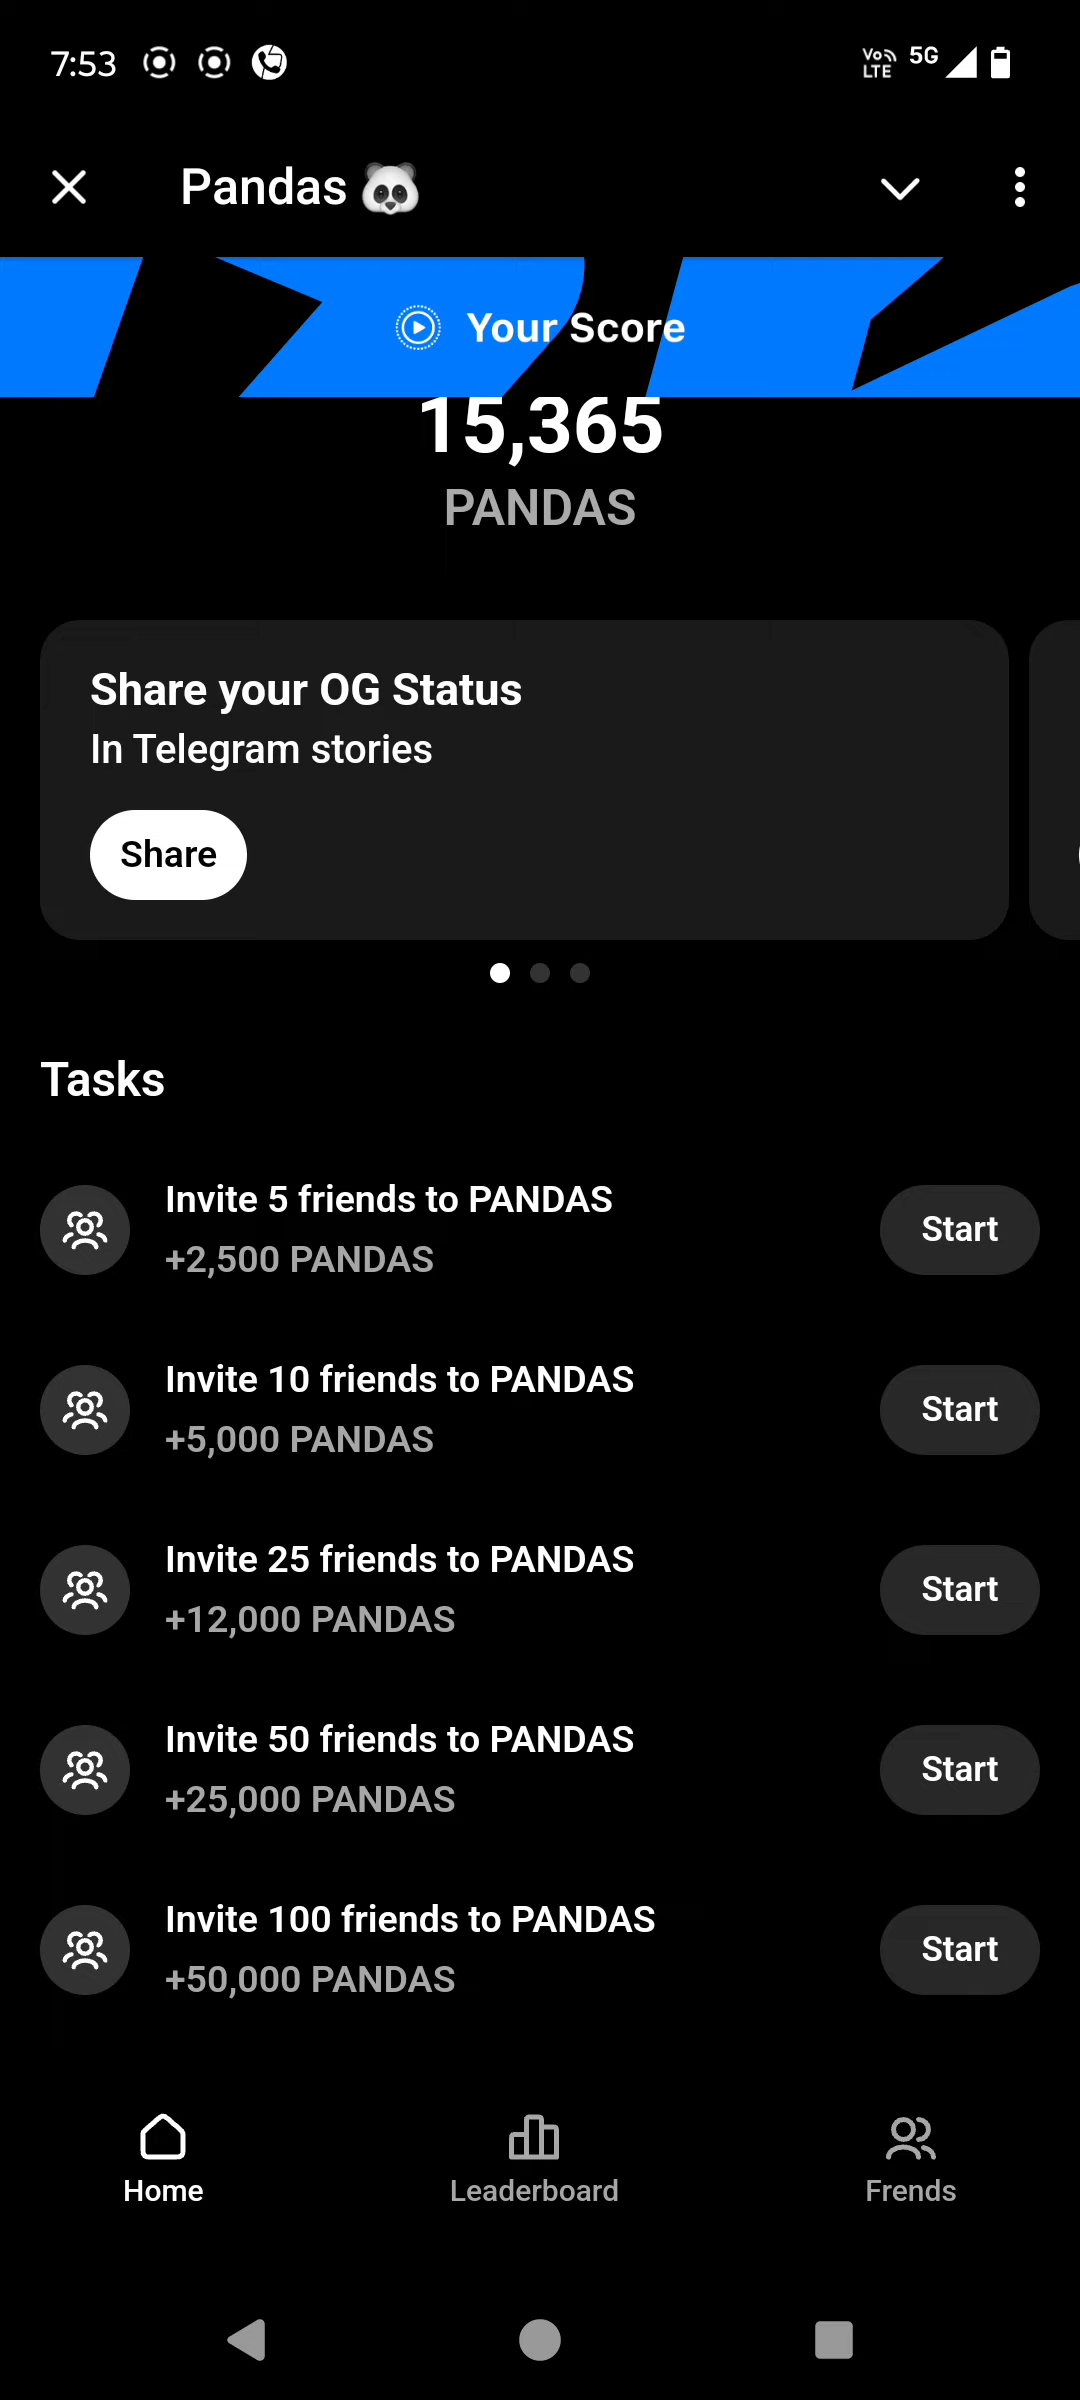 7:53
Vo LTE 5G
Pandas 🐼
Your Score
15,365
PANDAS
Share your OG Status
In Telegram stories
Share
Tasks
Invite 5 friends to PANDAS
+2,500 PANDAS
Start
Invite 10 friends to PANDAS
+5,000 PANDAS
Start
Invite 25 friends to PANDAS
+12,000 PANDAS
Start
Invite 50 friends to PANDAS
+25,000 PANDAS
Start
Invite 100 friends to PANDAS
+50,000 PANDAS
Start
Home
Leaderboard
Frends